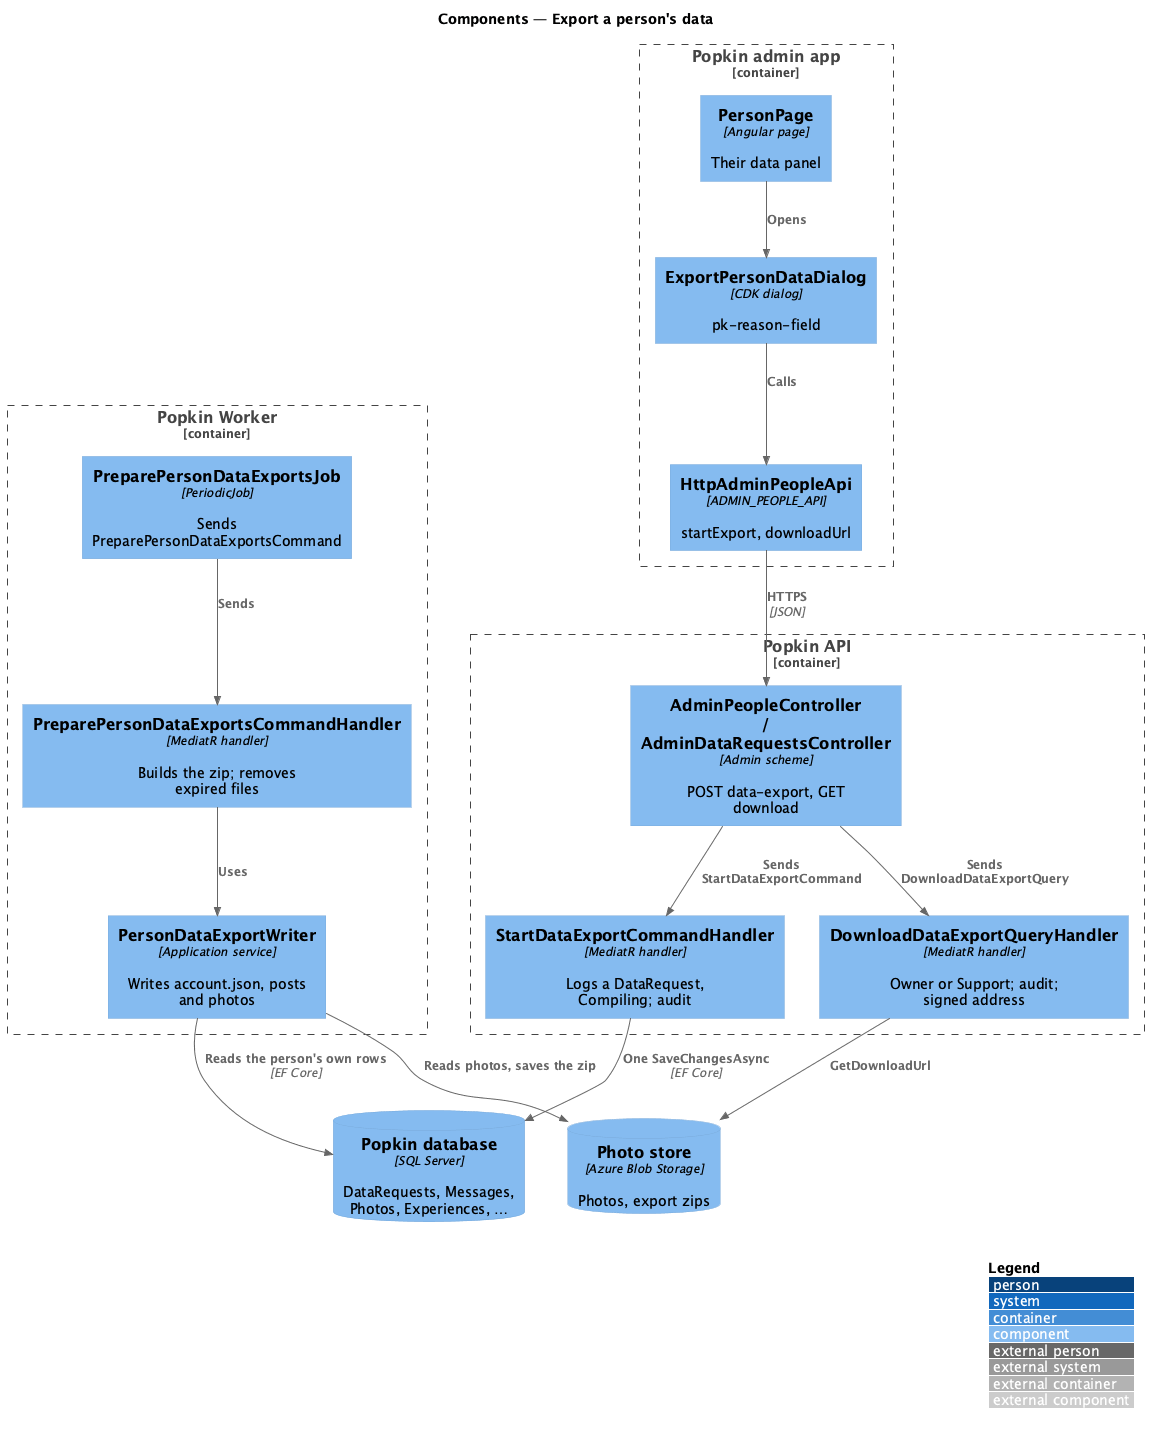 Components — Export a person's data
Popkin admin app
[container]
PersonPage
[Angular page]
Their data panel
Opens
ExportPersonDataDialog
[CDK dialog]
pk-reason-field
Calls
HttpAdminPeopleApi
[ADMIN_PEOPLE_API]
startExport, downloadUrl
HTTPS
[JSON]
Popkin Worker
[container]
PreparePersonDataExportsJob
[PeriodicJob]
Sends
PreparePersonDataExportsCommand
Sends
PreparePersonDataExportsCommandHandler
[MediatR handler]
Builds the zip; removes
expired files
Uses
PersonDataExportWriter
[Application service]
Writes account.json, posts
and photos
Popkin API
[container]
AdminPeopleController
/
AdminDataRequestsController
[Admin scheme]
POST data-export, GET
download
Sends
StartDataExportCommand
Sends
DownloadDataExportQuery
StartDataExportCommandHandler
[MediatR handler]
Logs a DataRequest,
Compiling; audit
DownloadDataExportQueryHandler
[MediatR handler]
Owner or Support; audit;
signed address
Reads the person's own rows
[EF Core]
Reads photos, saves the zip
One SaveChangesAsync
[EF Core]
GetDownloadUrl
Popkin database
[SQL Server]
DataRequests, Messages,
Photos, Experiences, ...
Photo store
[Azure Blob Storage]
Photos, export zips
Legend
person
system
container
component
external person
external system
external container
external component